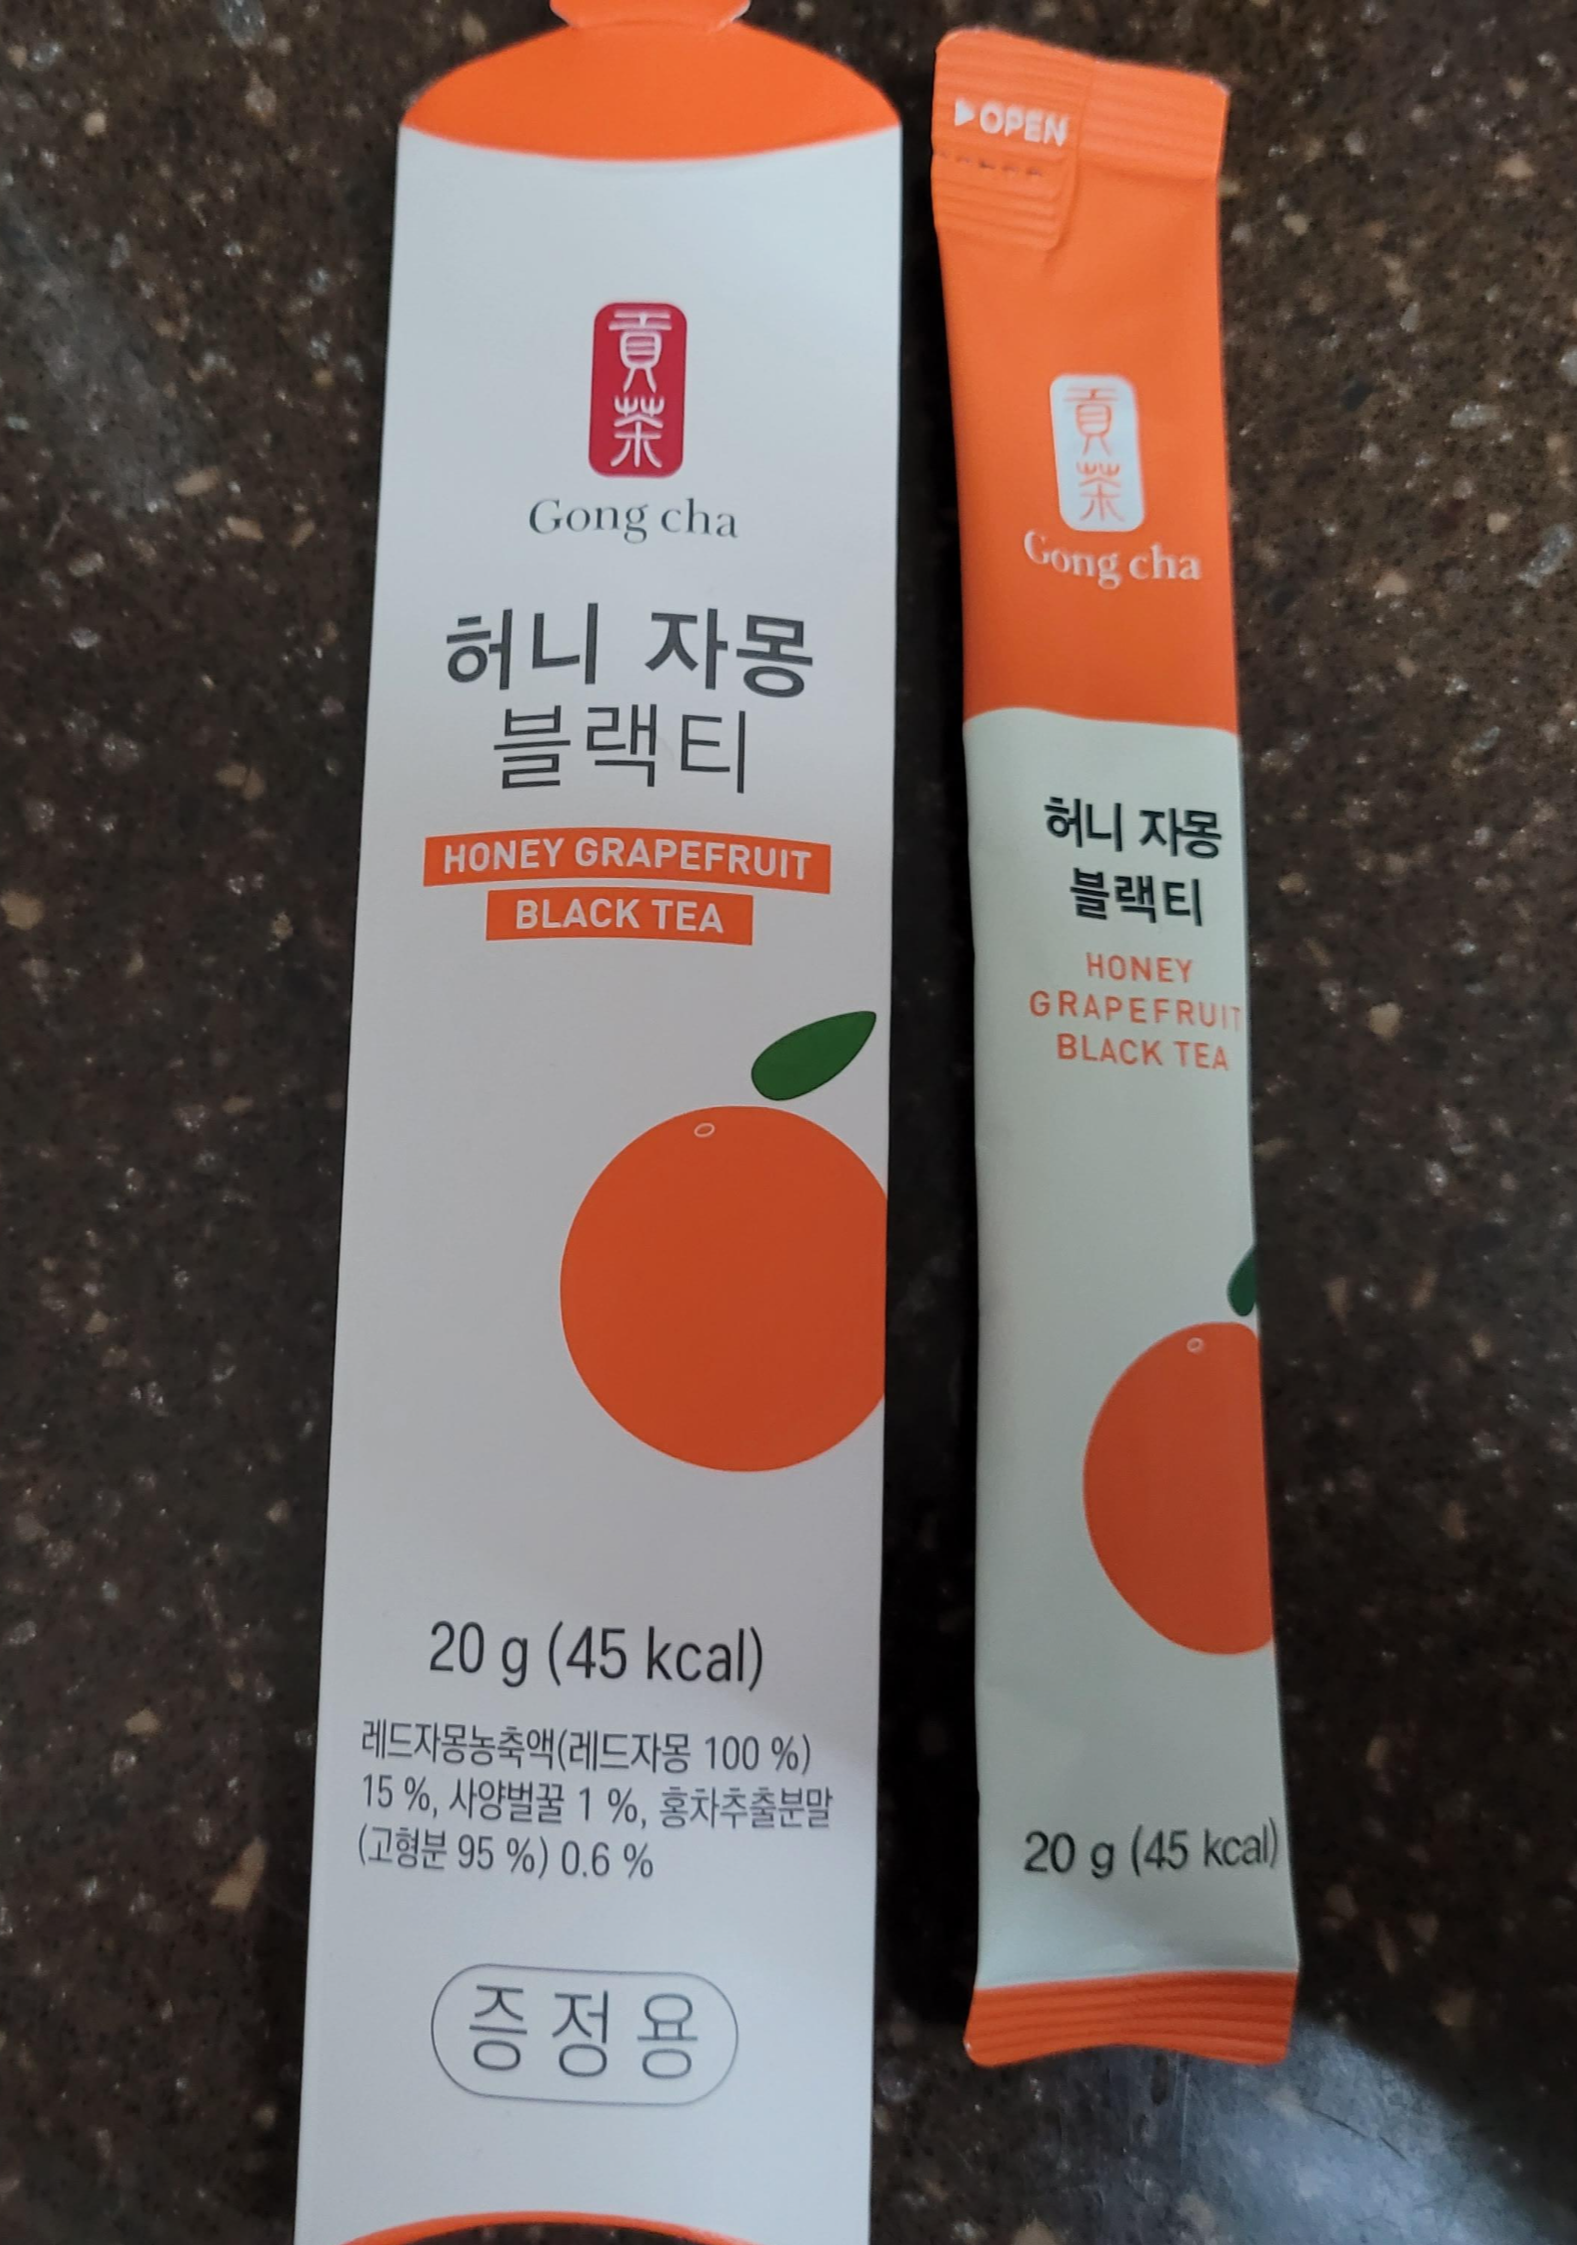 貢
茶
Gong cha
허니 자몽
블랙티
HONEY GRAPEFRUIT
BLACK TEA
20 g (45 kcal)
레드자몽농축액(레드자몽 100 %)
15 %, 사양벌꿀 1 %, 홍차추출분말
(고형분 95 %) 0.6 %
증정용
▶OPEN
貢
茶
Gong cha
허니 자몽
블랙티
HONEY
GRAPEFRUIT
BLACK TEA
20 g (45 kcal)